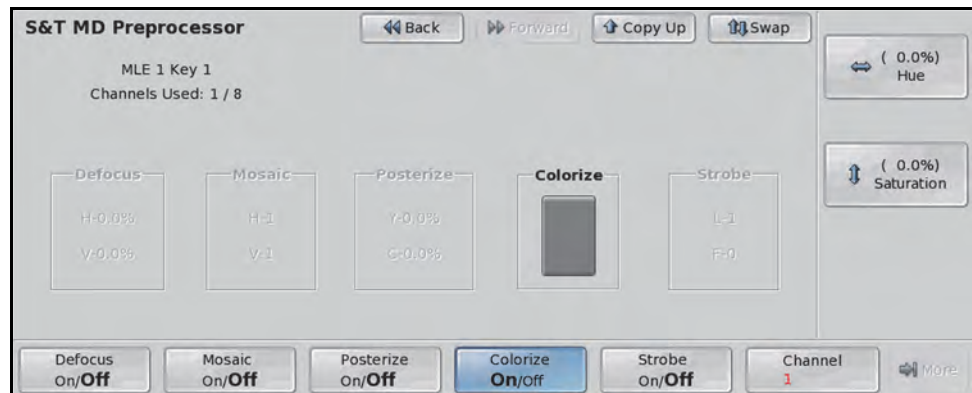 S&T MD Preprocessor
Back
Forward
Copy Up
Swap
MLE 1 Key 1
Channels Used: 1 / 8
( 0.0%)
Hue
( 0.0%)
Saturation
Defocus
H-0.0%
V-0.0%
Mosaic
H-1
V-1
Posterize
Y-0.0%
C-0.0%
Colorize
Strobe
L-1
F-0
Defocus
On/Off
Mosaic
On/Off
Posterize
On/Off
Colorize
On/Off
Strobe
On/Off
Channel
1
More